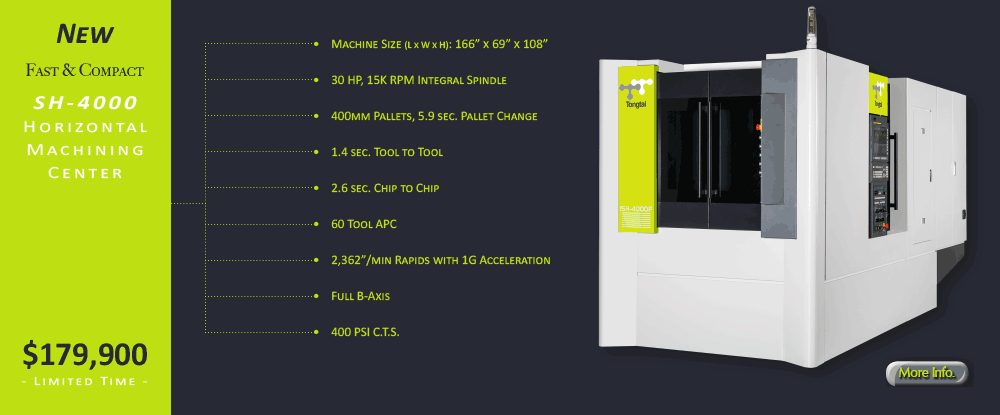 New
Fast & Compact
SH-4000
Horizontal
Machining
Center
$179,900
- Limited Time -
Machine Size (L x W x H): 166” x 69” x 108”
30 HP, 15K RPM Integral Spindle
400mm Pallets, 5.9 sec. Pallet Change
1.4 sec. Tool to Tool
2.6 sec. Chip to Chip
60 Tool APC
2,362”/min Rapids with 1G Acceleration
Full B-Axis
400 PSI C.T.S.
Tongtai
SH-4000P
Tongtai
More Info.